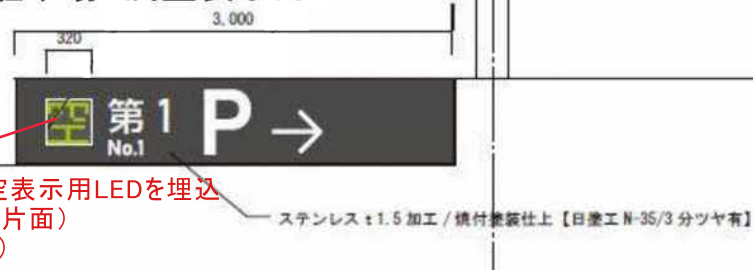 3,000
320
空 第1 P →
No.1
空表示用LEDを埋込
片面）
ステンレス t1.5 加工 / 焼付塗装仕上【日塗工 N-35/3 分ツヤ有】